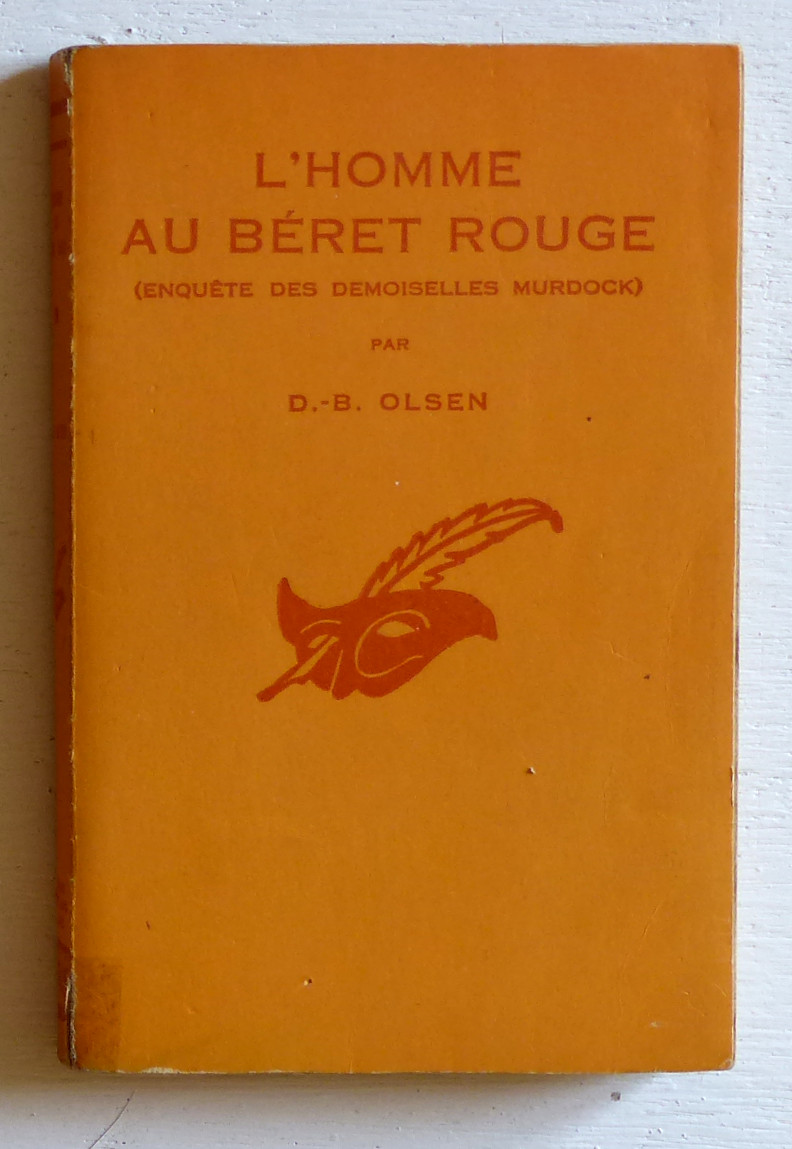 L'HOMME
AU BÉRET ROUGE
(ENQUÊTE DES DEMOISELLES MURDOCK)
PAR
D.-B. OLSEN